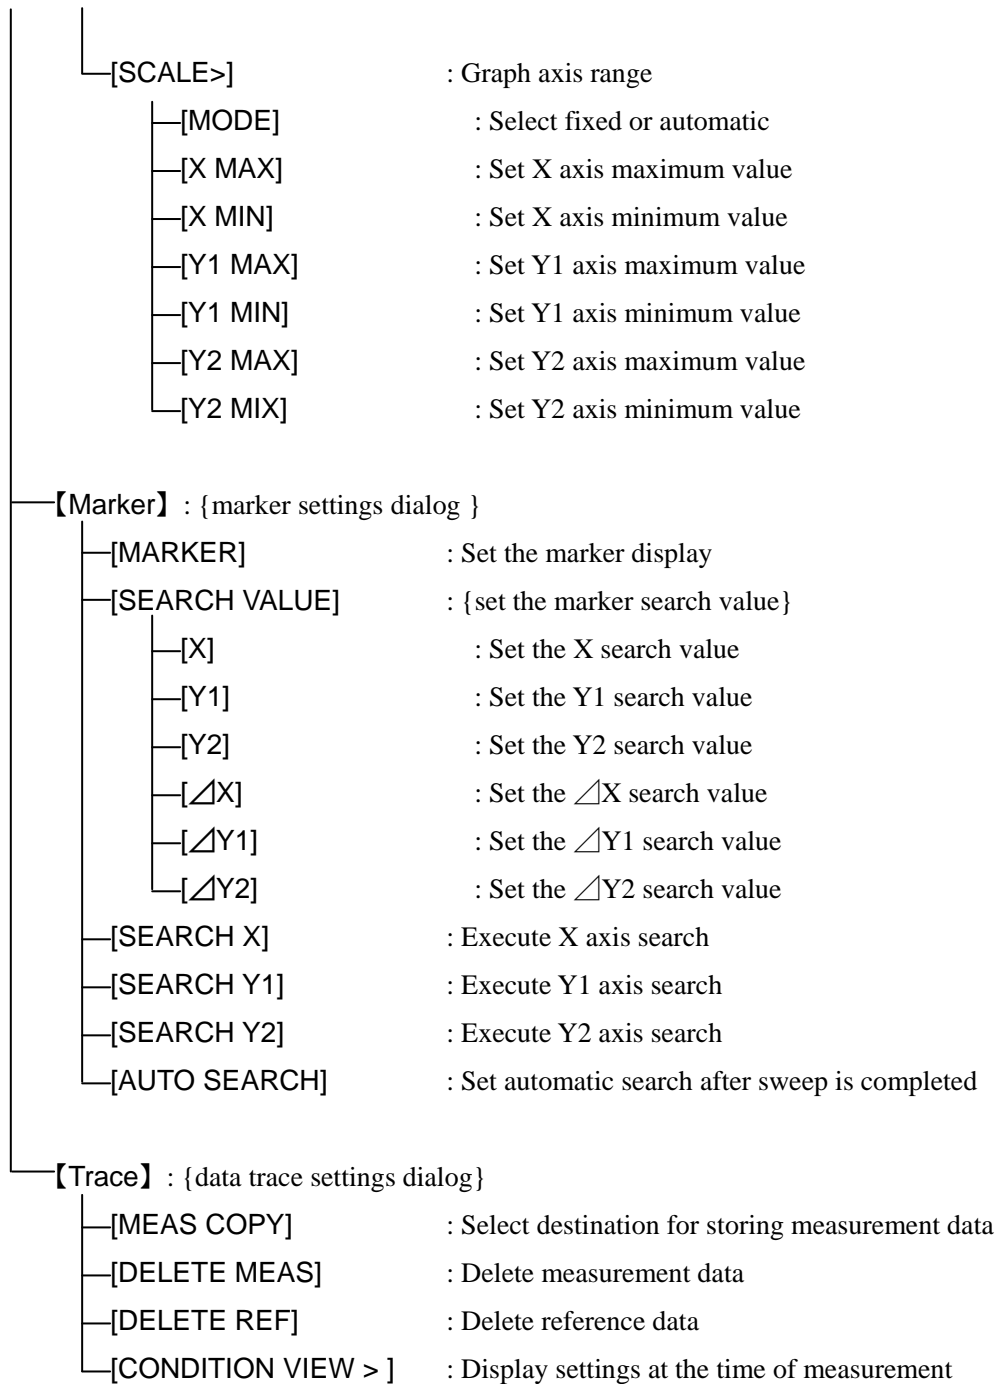 [SCALE>] : Graph axis range
[MODE] : Select fixed or automatic
[X MAX] : Set X axis maximum value
[X MIN] : Set X axis minimum value
[Y1 MAX] : Set Y1 axis maximum value
[Y1 MIN] : Set Y1 axis minimum value
[Y2 MAX] : Set Y2 axis maximum value
[Y2 MIX] : Set Y2 axis minimum value
【Marker】 : {marker settings dialog }
[MARKER] : Set the marker display
[SEARCH VALUE] : {set the marker search value}
[X] : Set the X search value
[Y1] : Set the Y1 search value
[Y2] : Set the Y2 search value
[⊿X] : Set the ⊿X search value
[⊿Y1] : Set the ⊿Y1 search value
[⊿Y2] : Set the ⊿Y2 search value
[SEARCH X] : Execute X axis search
[SEARCH Y1] : Execute Y1 axis search
[SEARCH Y2] : Execute Y2 axis search
[AUTO SEARCH] : Set automatic search after sweep is completed
【Trace】 : {data trace settings dialog}
[MEAS COPY] : Select destination for storing measurement data
[DELETE MEAS] : Delete measurement data
[DELETE REF] : Delete reference data
[CONDITION VIEW > ] : Display settings at the time of measurement